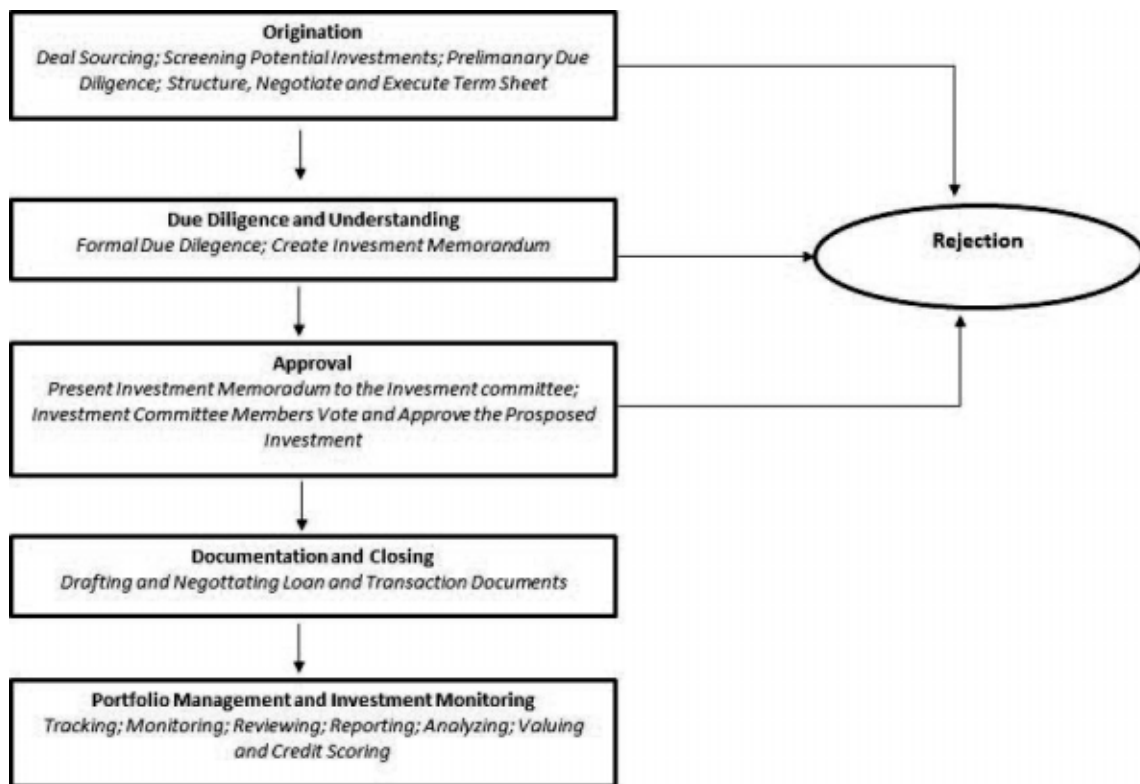 Origination
Deal Sourcing; Screening Potential Investments; Prelimanary Due
Diligence; Structure, Negotiate and Execute Term Sheet
Due Diligence and Understanding
Formal Due Dilegence; Create Invesment Memorandum
Rejection
Approval
Present Investment Memoradum to the Invesment committee;
Investment Committee Members Vote and Approve the Prosposed
Investment
Documentation and Closing
Drafting and Negottating Loan and Transaction Documents
Portfolio Management and Investment Monitoring
Tracking; Monitoring; Reviewing; Reporting; Analyzing; Valuing
and Credit Scoring